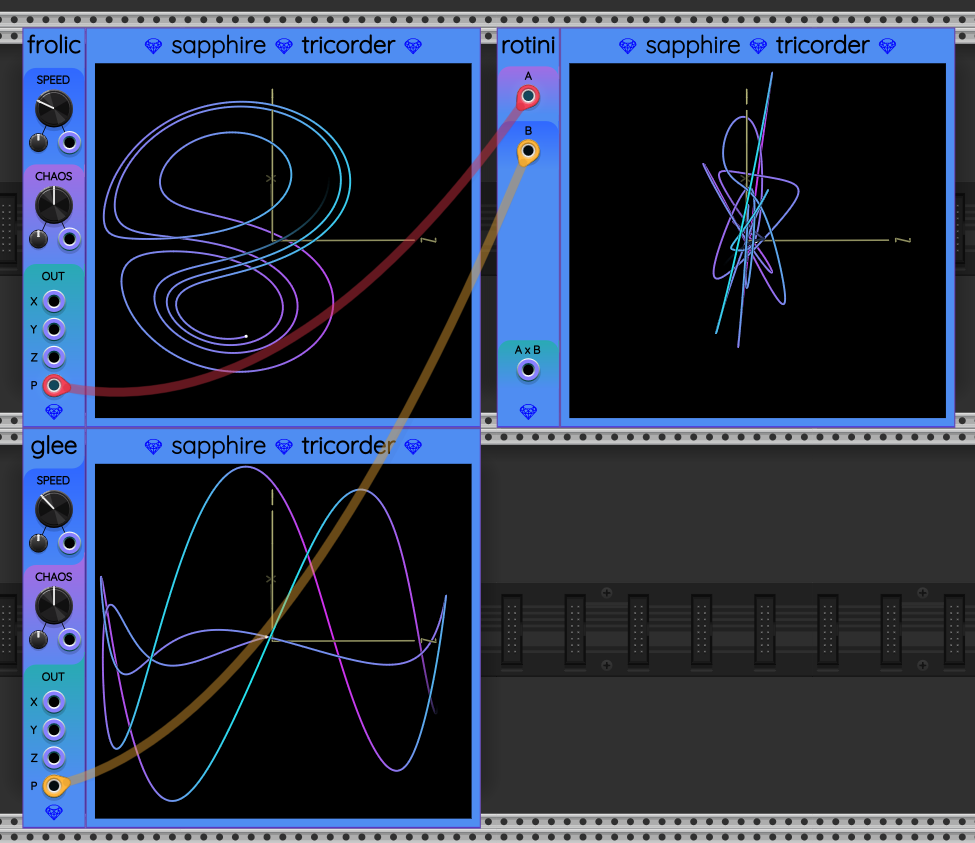 frolic
sapphire tricorder
SPEED
CHAOS
OUT
X
Y
Z
P
X
Z
rotini
sapphire tricorder
A
B
A x B
X
Z
glee
sapphire tricorder
SPEED
CHAOS
OUT
X
Y
Z
P
X
Z